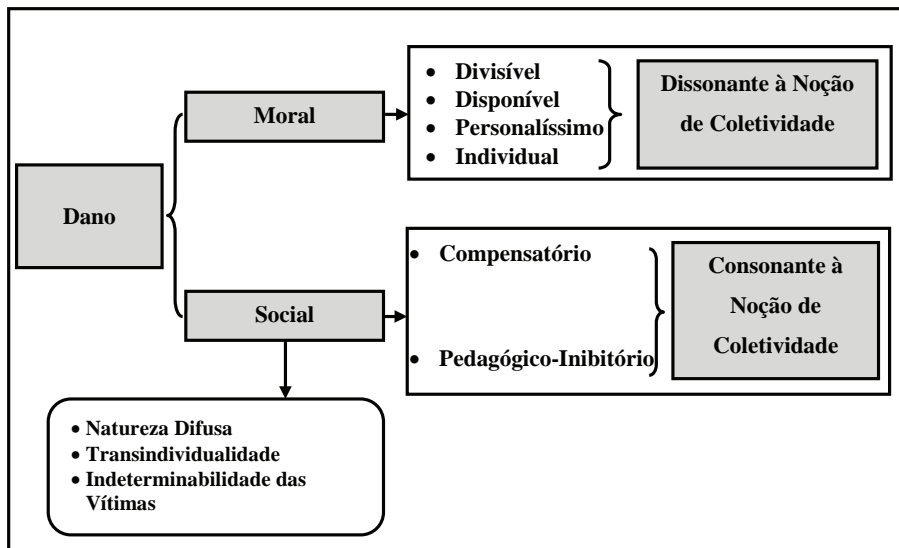 Dano
Moral
• Divisível
• Disponível
• Personalíssimo
• Individual
Dissonante à Noção
de Coletividade
Social
• Compensatório
• Pedagógico-Inibitório
Consonante à
Noção de
Coletividade
• Natureza Difusa
• Transindividualidade
• Indeterminabilidade das
Vítimas